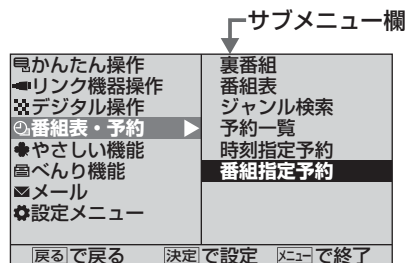 サブメニュー欄
かんたん操作
リンク機器操作
デジタル操作
番組表・予約
やさしい機能
べんり機能
メール
設定メニュー
裏番組
番組表
ジャンル検索
予約一覧
時刻指定予約
番組指定予約
戻るで戻る 決定で設定 メニューで終了